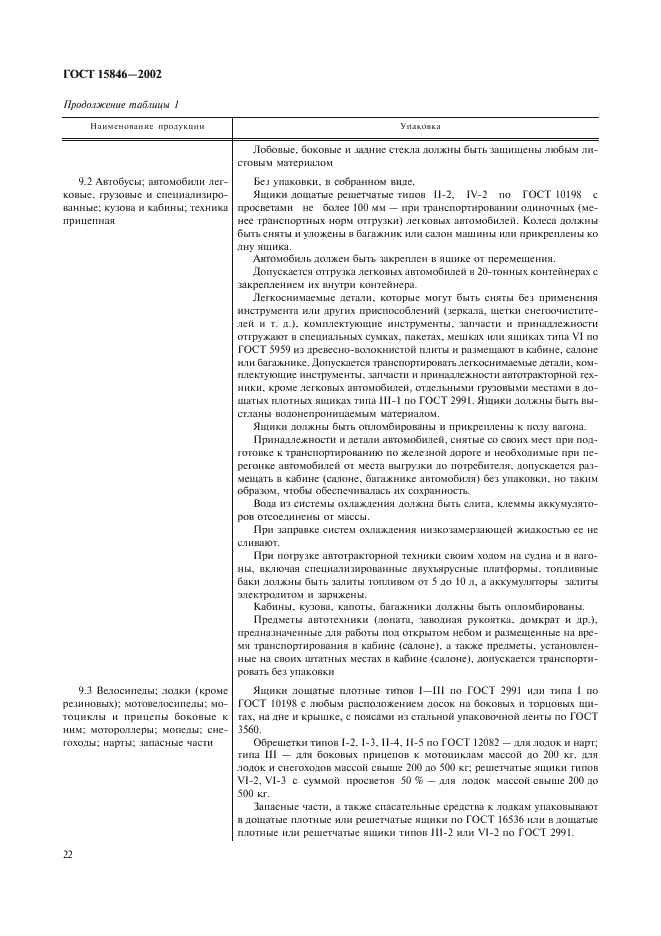 ГОСТ 15846—2002
Продолжение таблицы 1
Наименование продукции
Упаковка
Лобовые, боковые и задние стекла должны быть защищены любым ли-
стовым материалом
9.2 Автобусы; автомобили лег-
ковые, грузовые и специализиро-
ванные; кузова и кабины; техника
прицепная
Без упаковки, в собранном виде,
Ящики дощатые решетчатые типов II-2, IV-2 по ГОСТ 10198 с
просветами не более 100 мм — при транспортировании одиночных (ме-
нее транспортных норм отгрузки) легковых автомобилей. Колеса должны
быть сняты и уложены в багажник или салон машины или прикреплены ко
дну ящика.
Автомобиль должен быть закреплен в ящике от перемещения.
Допускается отгрузка легковых автомобилей в 20-тонных контейнерах с
закреплением их внутри контейнера.
Легкоснимаемые детали, которые могут быть сняты без применения
инструмента или других приспособлений (зеркала, щетки снегоочистите-
лей и т. д.), комплектующие инструменты, запчасти и принадлежности
отгружают в специальных сумках, пакетах, мешках или ящиках типа VI по
ГОСТ 5959 из древесно-волокнистой плиты и размещают в кабине, салоне
или багажнике. Допускается транспортировать легкоснимаемые детали, ком-
плектующие инструменты, запчасти и принадлежности автотракторной тех-
ники, кроме легковых автомобилей, отдельными грузовыми местами в до-
щатых плотных ящиках типа III-1 по ГОСТ 2991. Ящики должны быть вы-
стланы водонепроницаемым материалом.
Ящики должны быть опломбированы и прикреплены к полу вагона.
Принадлежности и детали автомобилей, снятые со своих мест при под-
готовке к транспортированию по железной дороге и необходимые при пе-
регонке автомобилей от места выгрузки до потребителя, допускается раз-
мещать в кабине (салоне, багажнике автомобиля) без упаковки, но таким
образом, чтобы обеспечивалась их сохранность.
Вода из системы охлаждения должна быть слита, клеммы аккумулято-
ров отсоединены от массы.
При заправке систем охлаждения низкозамерзающей жидкостью ее не
сливают.
При погрузке автотракторной техники своим ходом на суда и в ваго-
ны, включая специализированные двухъярусные платформы, топливные
баки должны быть залиты топливом от 5 до 10 л, а аккумуляторы залиты
электролитом и заряжены.
Кабины, кузова, капоты, багажники должны быть опломбированы.
Предметы автотехники (лопата, заводная рукоятка, домкрат и др.),
предназначенные для работы под открытом небом и размещенные на вре-
мя транспортирования в кабине (салоне), а также предметы, установлен-
ные на своих штатных местах в кабине (салоне), допускается транспорти-
ровать без упаковки
9.3 Велосипеды; лодки (кроме
резиновых); мотовелосипеды; мо-
тоциклы и прицепы боковые к
ним; мотороллеры; мопеды; сне-
гоходы; нарты; запасные части
Ящики дощатые плотные типов I—III по ГОСТ 2991 или типа I по
ГОСТ 10198 с любым расположением досок на боковых и торцовых щи-
тах, на дне и крышке, с поясами из стальной упаковочной ленты по ГОСТ
3560.
Обрешетки типов I-2, I-3, II-4, II-5 по ГОСТ 12082 — для лодок и нарт;
типа III — для боковых прицепов к мотоциклам массой до 200 кг, для
лодок и снегоходов массой свыше 200 до 500 кг; решетчатые ящики типов
VI-2, VI-3 с суммой просветов 50 % — для лодок массой свыше 200 до
500 кг.
Запасные части, а также спасательные средства к лодкам упаковывают
в дощатые плотные или решетчатые ящики по ГОСТ 16536 или в дощатые
плотные или решетчатые ящики типов III-2 или VI-2 по ГОСТ 2991.
22